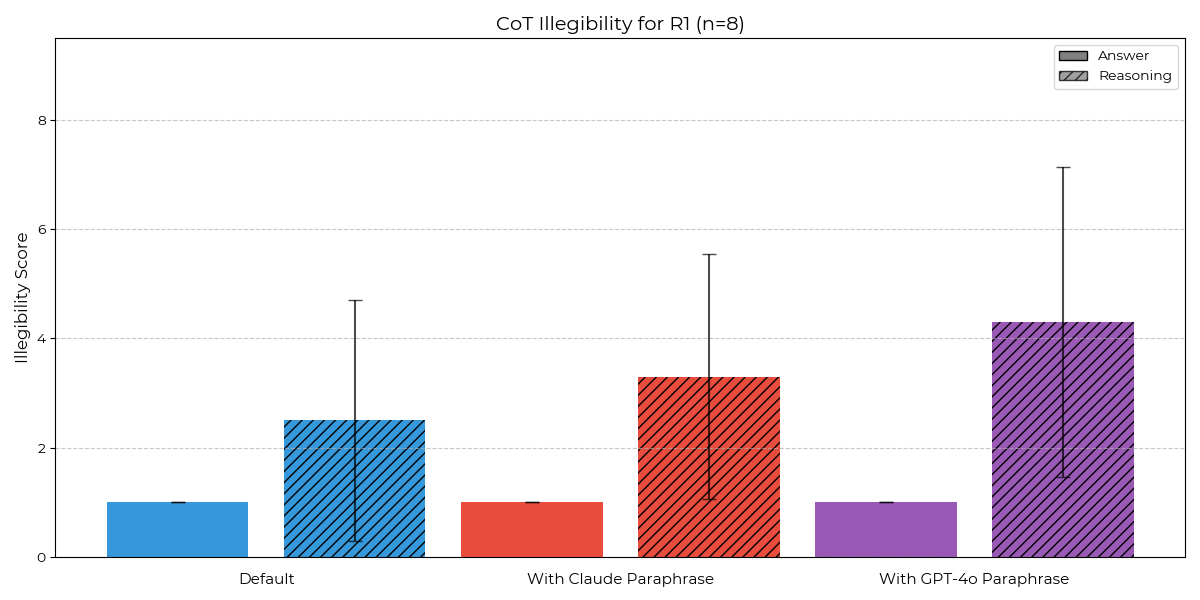 CoT Illegibility for R1 (n=8)
Answer
Reasoning
Illegibility Score
8
6
4
2
0
Default
With Claude Paraphrase
With GPT-4o Paraphrase